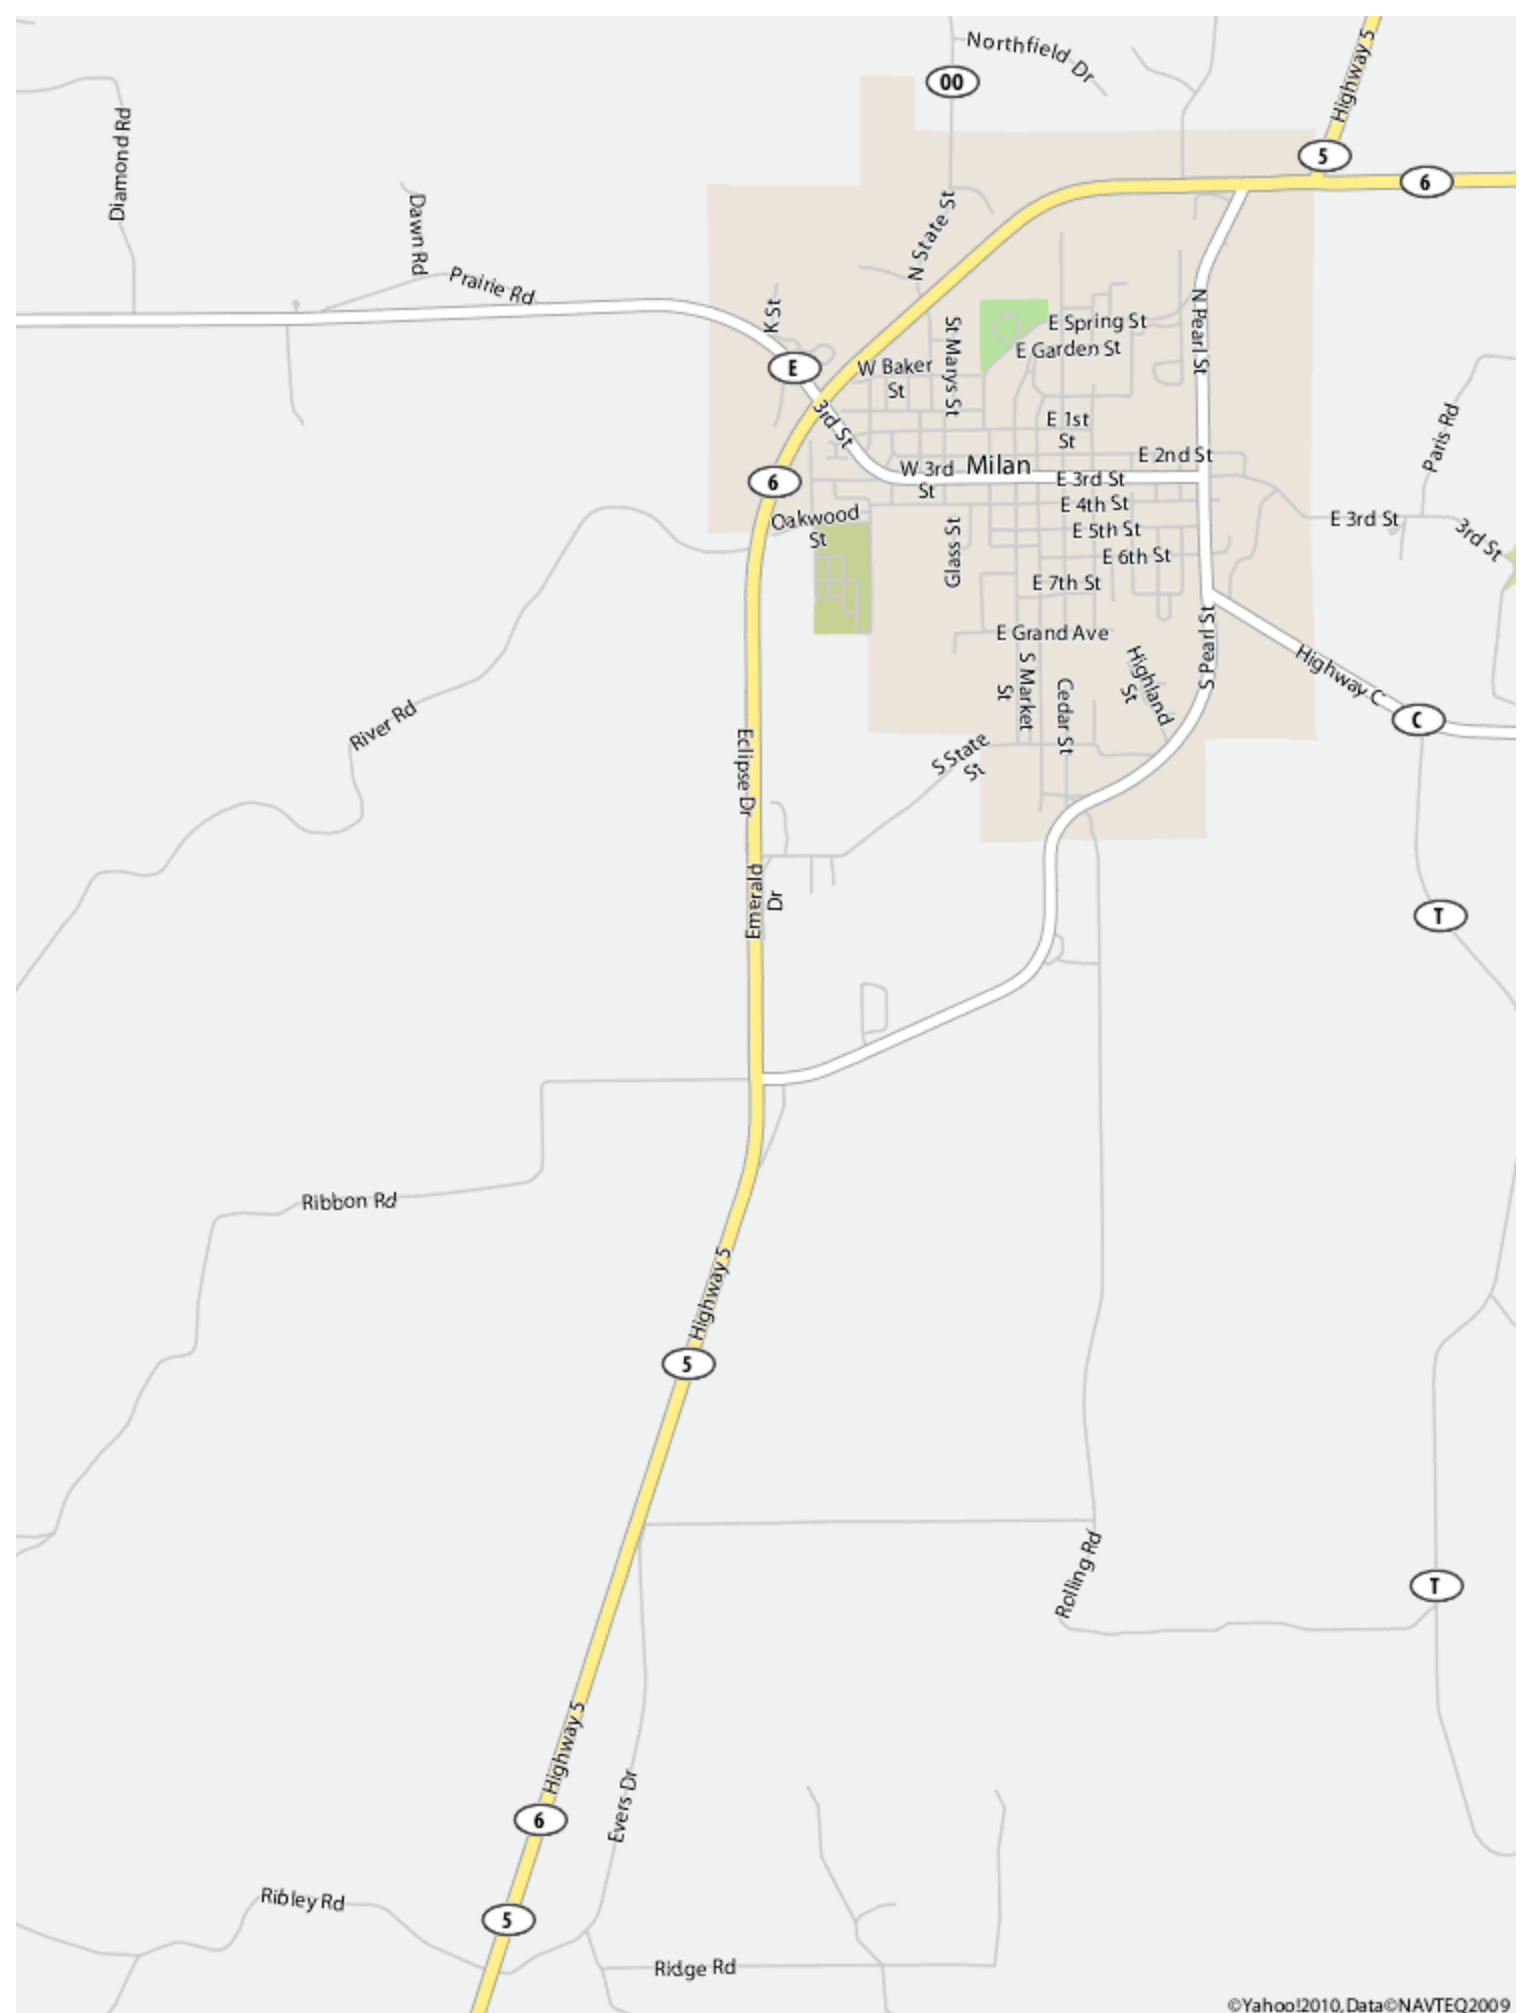 Northfield Dr
Highway 5
OO
5
6
Diamond Rd
Dawn Rd
N State St
Prairie Rd
K St
N Pearl St
E Spring St
St Marys St
E Garden St
E
W Baker
St
3rd St
E 1st
St
Paris Rd
E 2nd St
W 3rd
St
Milan
E 3rd St
6
E 4th St
Oakwood
St
E 3rd St
3rd St
Glass St
E 5th St
E 6th St
E 7th St
E Grand Ave
S Pearl St
Highland
St
S Market
St
Cedar St
Highway C
C
River Rd
Eclipse Dr
S State
St
Emerald
Dr
T
Ribbon Rd
Highway 5
5
Rolling Rd
T
Highway 5
6
Evers Dr
Ribley Rd
5
Ridge Rd
©Yahoo!2010,Data©NAVTEQ2009